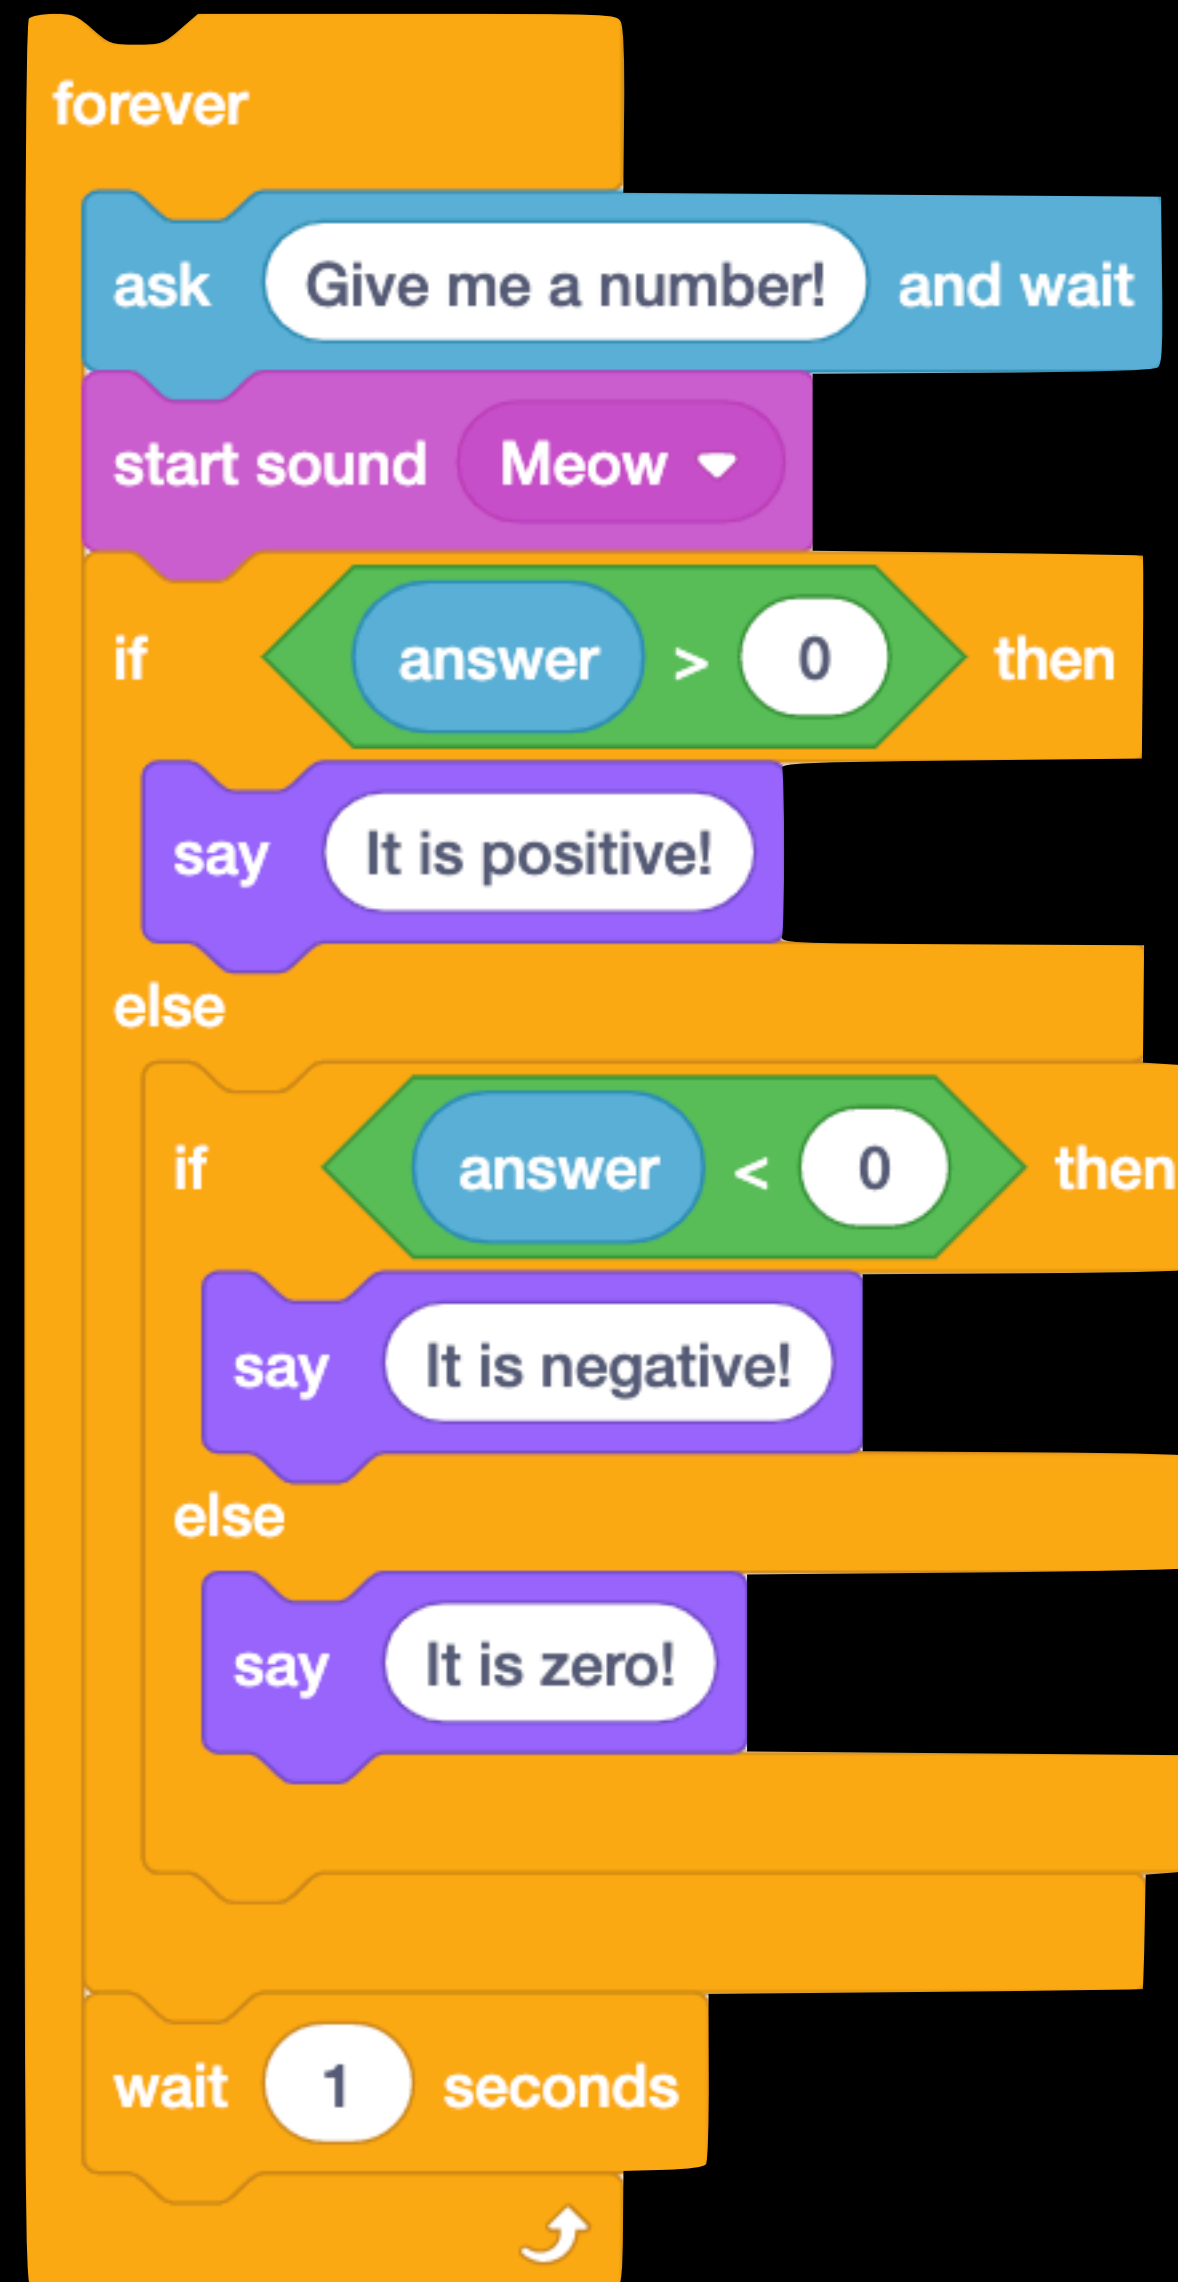 forever
ask Give me a number! and wait
start sound Meow
if answer > 0 then
say It is positive!
else
if answer < 0 then
say It is negative!
else
say It is zero!
wait 1 seconds